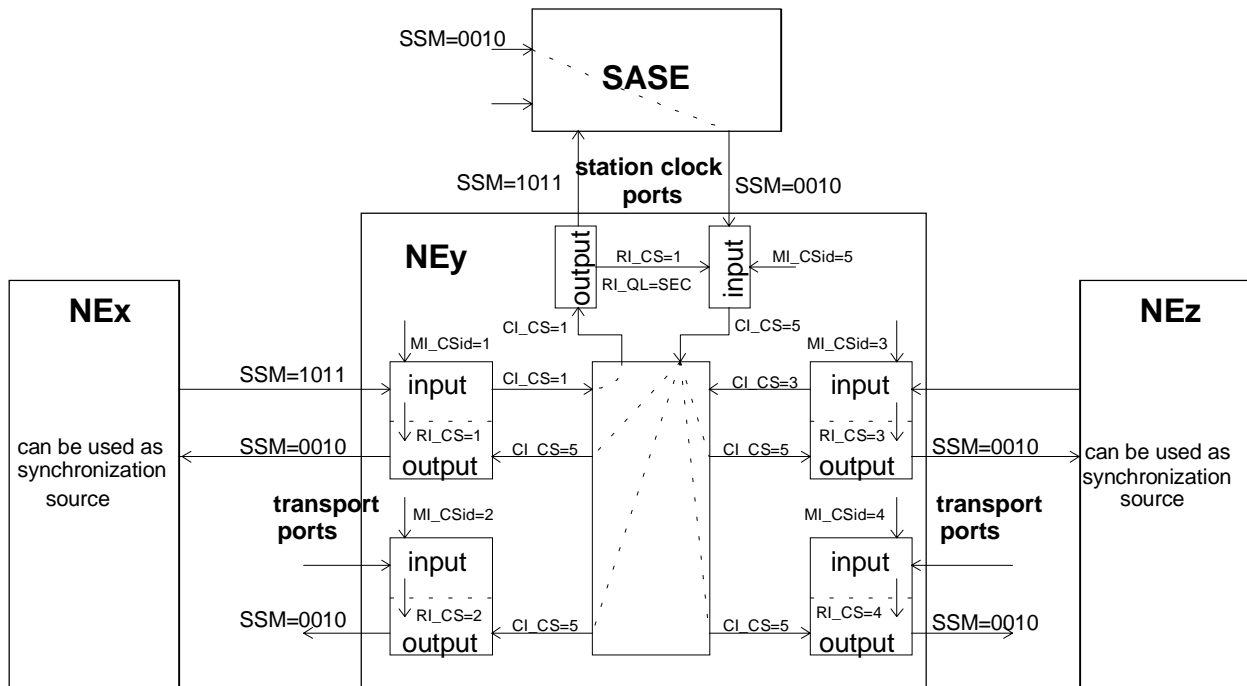 SSM=0010
SASE
station clock
ports
SSM=1011
SSM=0010
NEy
output
RI_CS=1
RI_QL=SEC
input
MI_CSid=5
NEx
NEz
CI_CS=1
CI_CS=5
MI_CSid=1
MI_CSid=3
SSM=1011
input
CI_CS=1
CI_CS=3
input
can be used as
synchronization
source
SSM=0010
RI_CS=1
output
CI_CS=5
CI_CS=5
RI_CS=3
output
SSM=0010
can be used as
synchronization
source
transport
ports
MI_CSid=2
MI_CSid=4
transport
ports
input
input
SSM=0010
RI_CS=2
output
CI_CS=5
CI_CS=5
RI_CS=4
output
SSM=0010